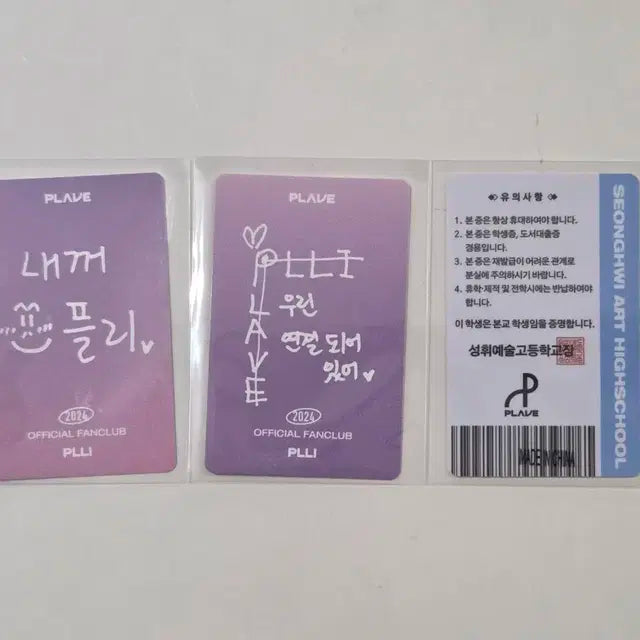 PLAVE
내꺼
플리
2024
OFFICIAL FANCLUB
PLLI
PLAVE
PLLI
LAVE
우린
연결 되어
있어
2024
OFFICIAL FANCLUB
PLLI
유의사항
1. 본 증은 항상 휴대하여야 합니다.
2. 본 증은 학생증, 도서대출증
겸용입니다.
3. 본 증은 재발급이 어려운 관계로
분실에 주의하시기 바랍니다.
4. 휴학·제적 및 전학시에는 반납하여야
합니다.
이 학생은 본교 학생임을 증명합니다.
성휘예술고등학교장
PLAVE
MADE IN CHINA
SEONGHWI ART HIGHSCHOOL